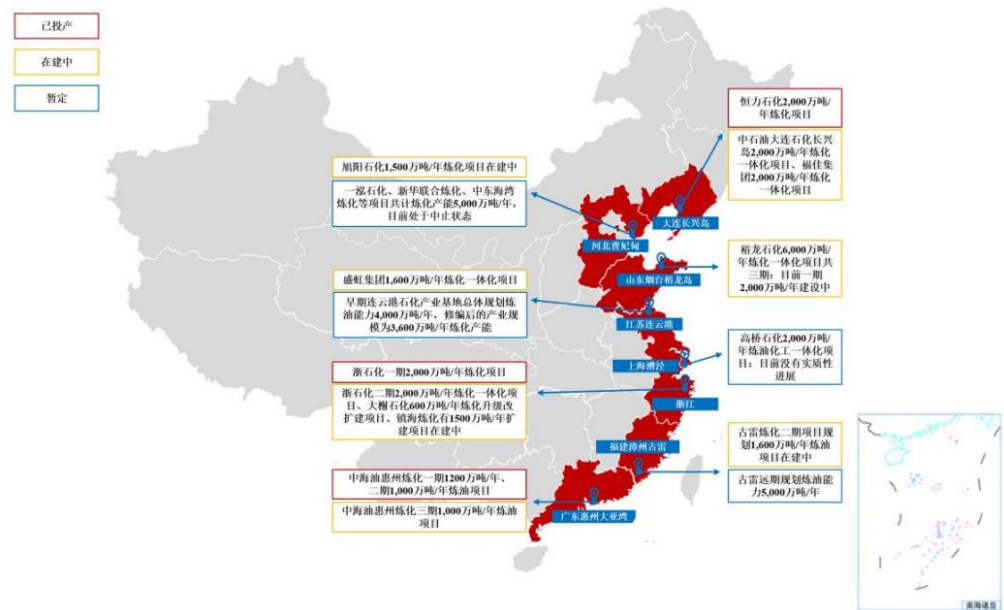 已投产
在建中
暂定
恒力石化2,000万吨/
年炼化项目
中石油大连石化长兴
岛2,000万吨/年炼化
一体化项目、福佳集
团2,000万吨/年炼化
一体化项目
旭阳石化1,500万吨/年炼化项目在建中
一泓石化、新华联合炼化、中东海湾
炼化等项目共计炼化产能5,000万吨/年，
目前处于中止状态
大连长兴岛
河北曹妃甸
裕龙石化6,000万吨
/年炼化一体化项目共
三期：目前一期
2,000万吨/年建设中
山东烟台裕龙岛
盛虹集团1,600万吨/年炼化一体化项目
早期连云港石化产业基地总体规划炼
油能力4,000万吨/年，修编后的产业规
模为3,600万吨/年炼化产能
江苏连云港
高桥石化2,000万吨/
年炼油化工一体化项
目：目前没有实质性
进展
上海漕泾
浙石化一期2,000万吨/年炼化项目
浙石化二期2,000万吨/年炼化一体化项
目、大榭石化600万吨/年炼化升级改
扩建项目、镇海炼化有1500万吨/年扩
建项目在建中
浙江
古雷炼化二期项目规
划1,600万吨/年炼油
项目在建中
古雷远期规划炼油能
力5,000万吨/年
福建漳州古雷
中海油惠州炼化一期1200万吨/年、
二期1,000万吨/年炼油项目
中海油惠州炼化三期1,000万吨/年炼油
项目
广东惠州大亚湾
南海诸岛